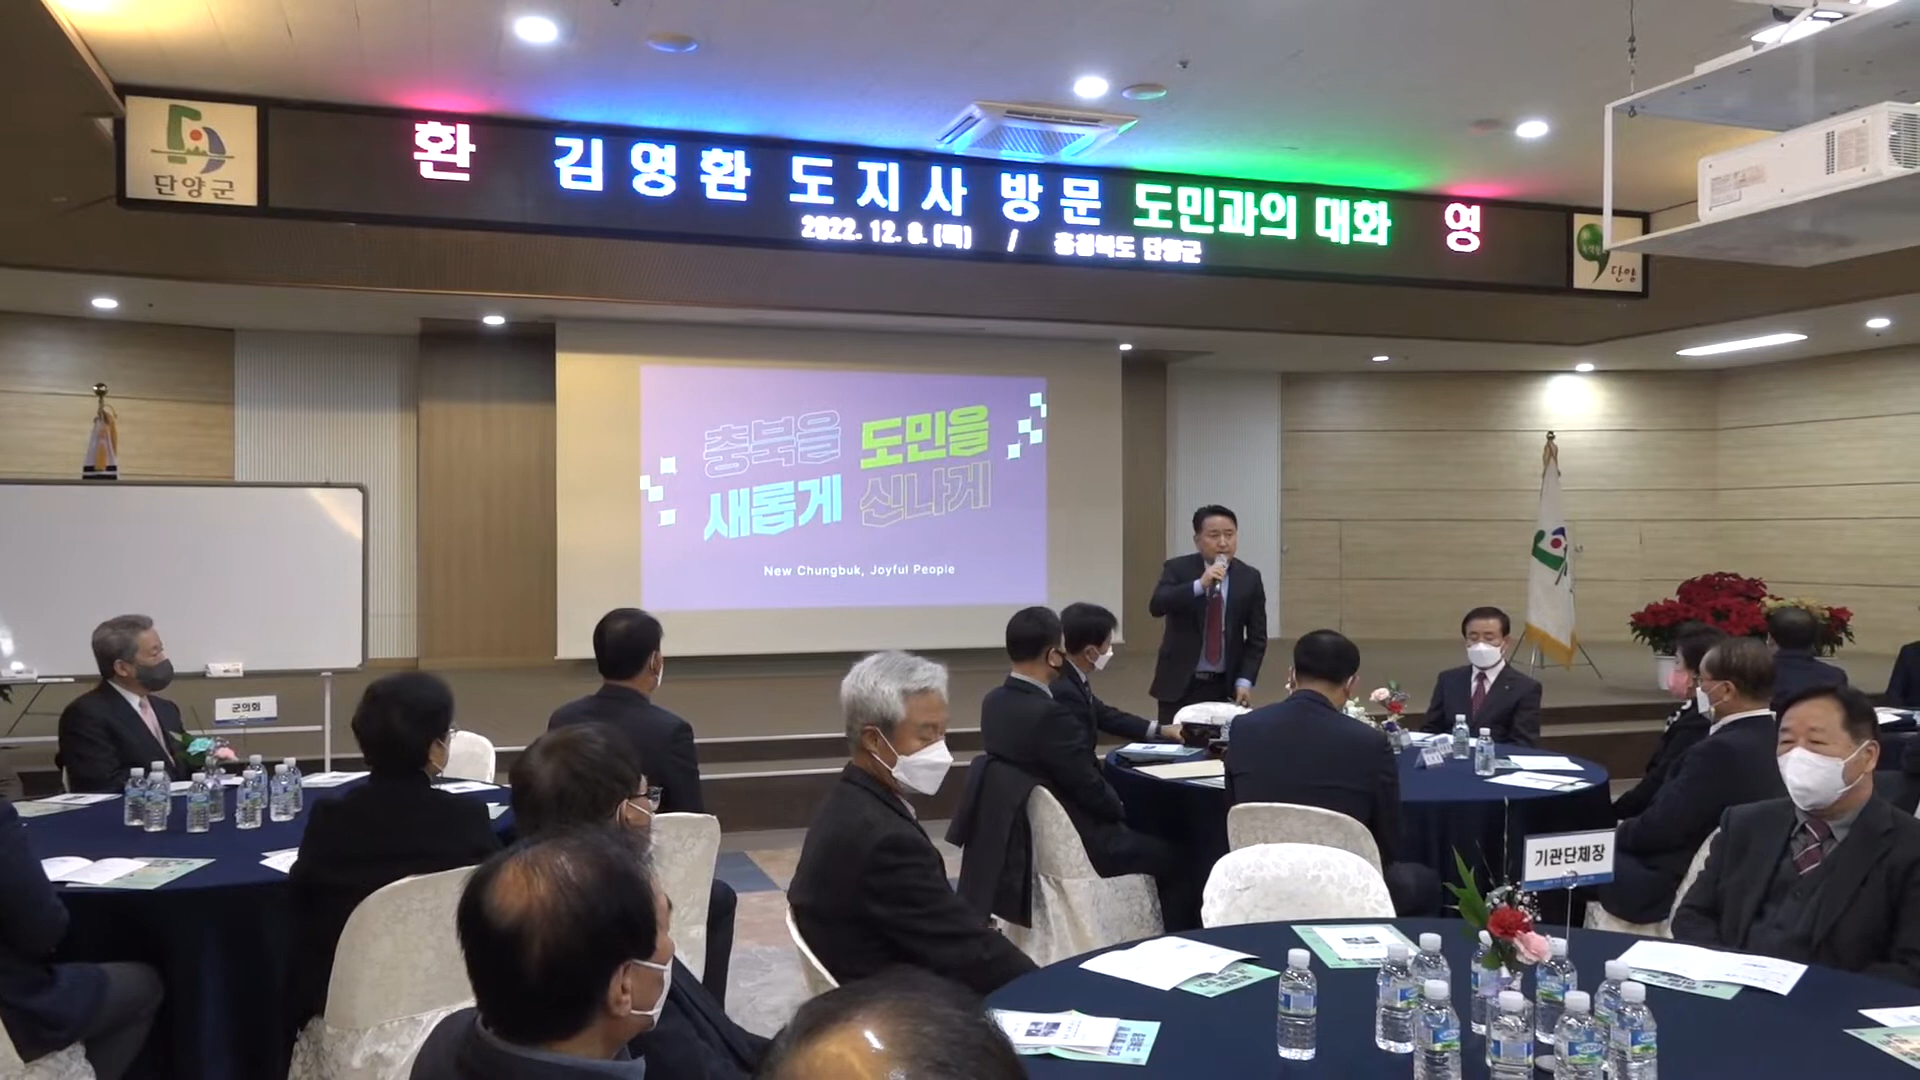 단양군
환 김영환 도지사 방문 도민과의 대화 영
2022. 12. 8. (목) / 충청북도 단양군
단양
충북을 도민을
새롭게 신나게
New Chungbuk, Joyful People
군의회
기관단체장